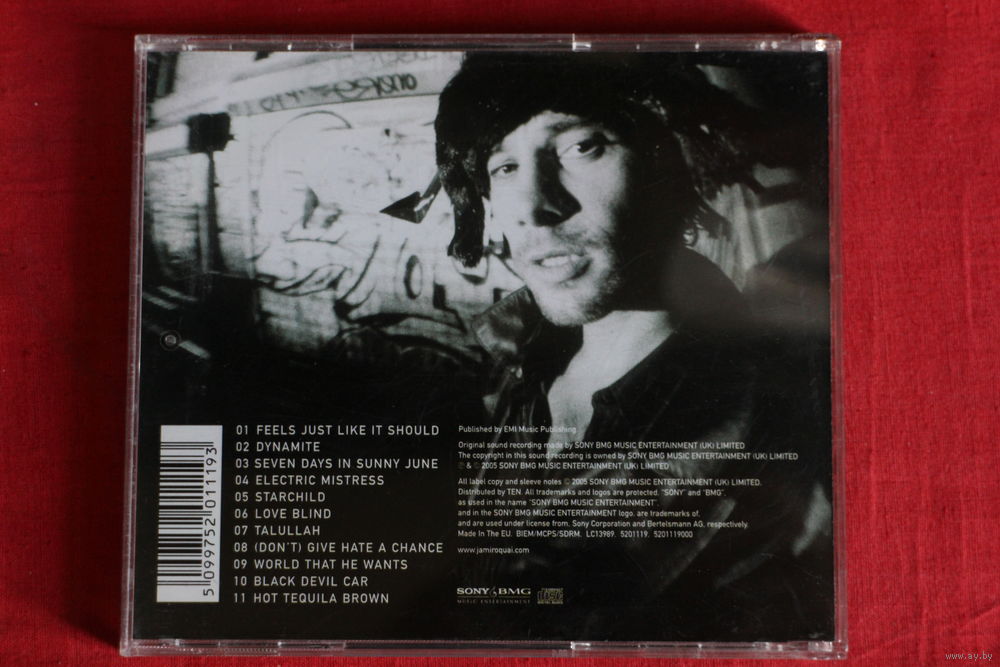 01 FEELS JUST LIKE IT SHOULD
02 DYNAMITE
03 SEVEN DAYS IN SUNNY JUNE
04 ELECTRIC MISTRESS
05 STARCHILD
06 LOVE BLIND
07 TALULLAH
08 (DON'T) GIVE HATE A CHANCE
09 WORLD THAT HE WANTS
10 BLACK DEVIL CAR
11 HOT TEQUILA BROWN
5 099752 011193
Published by EMI Music Publishing.
Original sound recording made by SONY BMG MUSIC ENTERTAINMENT (UK) LIMITED
The copyright in this sound recording is owned by SONY BMG MUSIC ENTERTAINMENT (UK) LIMITED
℗ & © 2005 SONY BMG MUSIC ENTERTAINMENT (UK) LIMITED
All label copy and sleeve notes © 2005 SONY BMG MUSIC ENTERTAINMENT (UK) LIMITED.
Distributed by TEN. All trademarks and logos are protected. "SONY" and "BMG",
as used in the name "SONY BMG MUSIC ENTERTAINMENT",
and in the SONY BMG MUSIC ENTERTAINMENT logo, are trademarks of,
and are used under license from, Sony Corporation and Bertelsmann AG, respectively.
Made In The EU. BIEM/MCPS/SDRM. LC13989. 5201119. 5201119000
www.jamiroquai.com
SONY BMG
MUSIC ENTERTAINMENT
www.ay.by